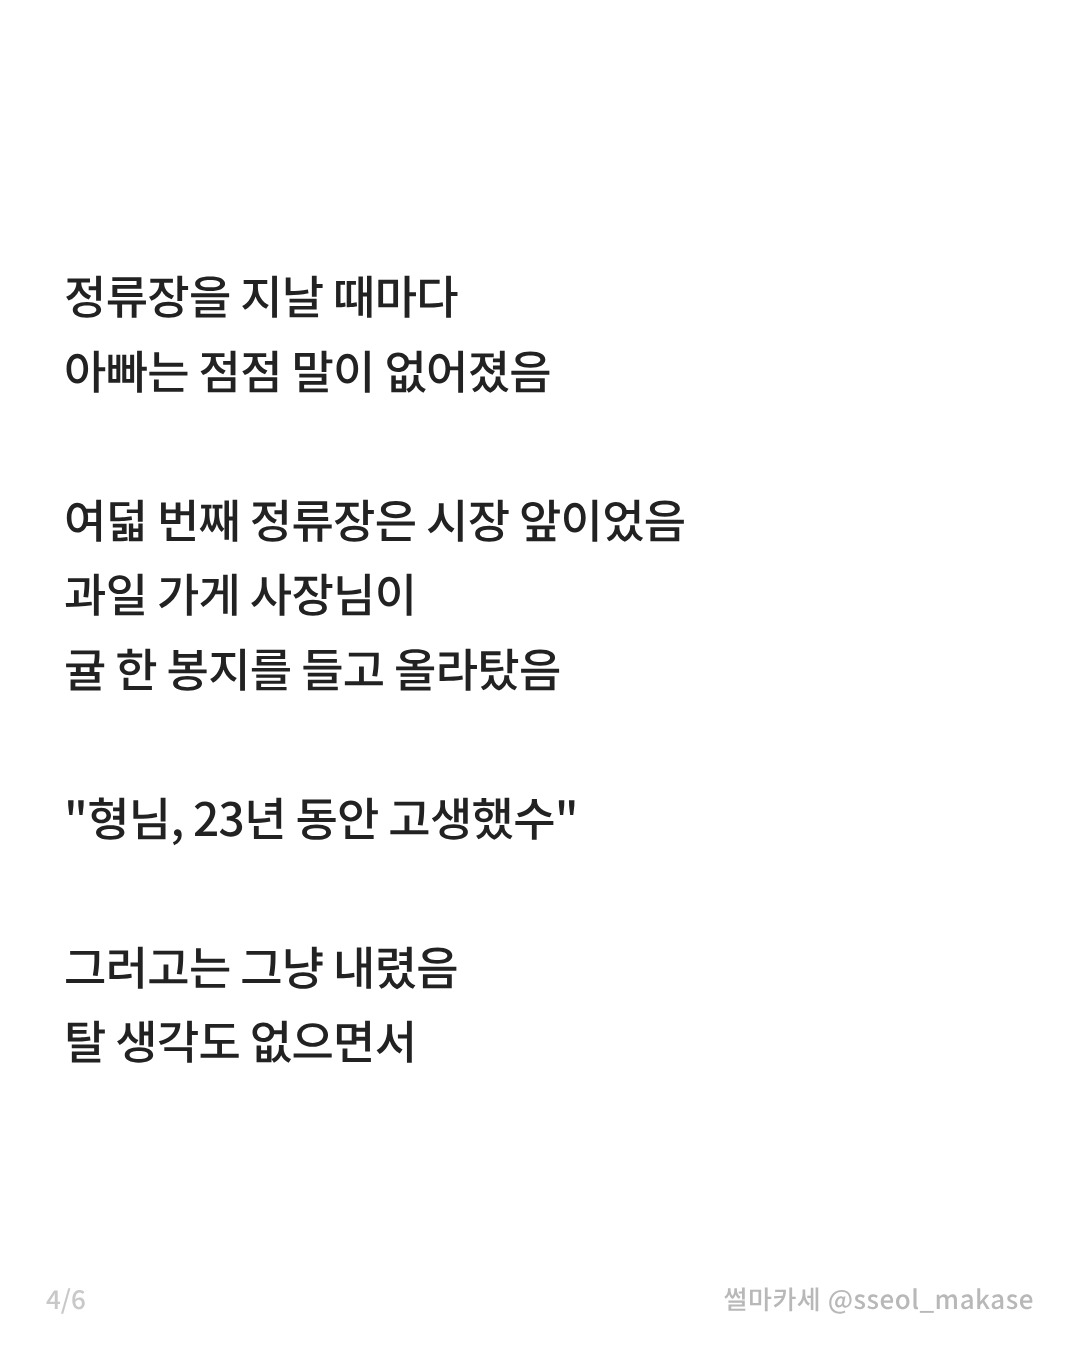 정류장을 지날 때마다
아빠는 점점 말이 없어졌음
여덟 번째 정류장은 시장 앞이었음
과일 가게 사장님이
귤 한 봉지를 들고 올라탔음
"형님, 23년 동안 고생했수"
그러고는 그냥 내렸음
탈 생각도 없으면서
4/6
썰마카세 @sseol_makase